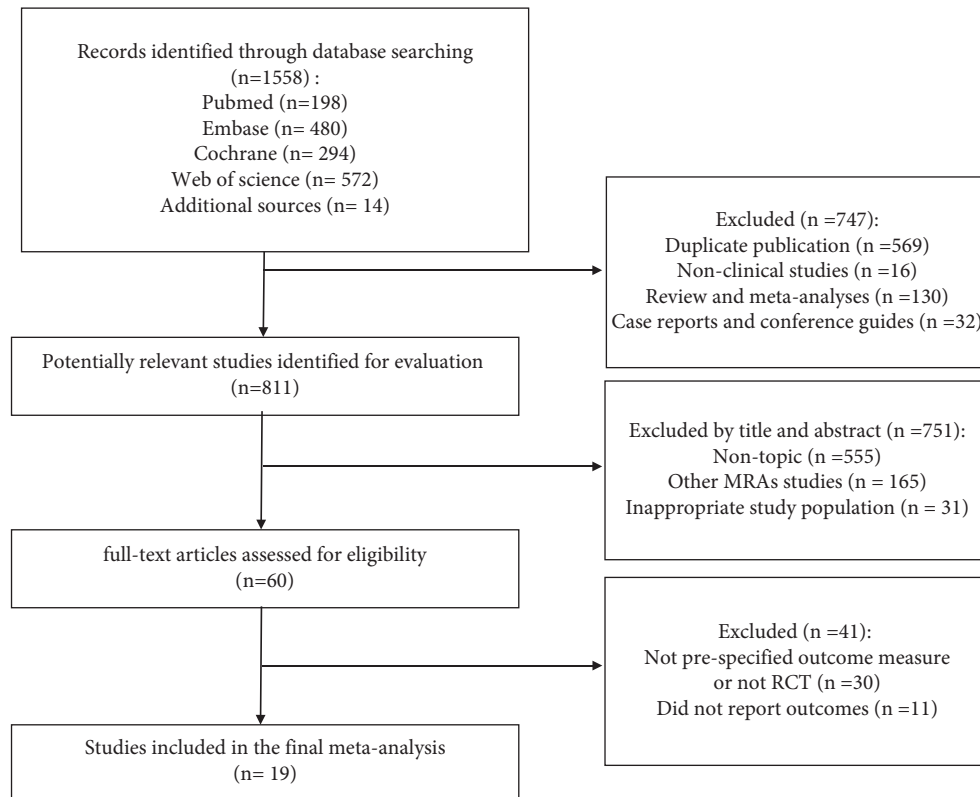 Records identified through database searching
(n=1558) :
Pubmed (n=198)
Embase (n= 480)
Cochrane (n= 294)
Web of science (n= 572)
Additional sources (n= 14)
Excluded (n =747):
Duplicate publication (n =569)
Non-clinical studies (n =16)
Review and meta-analyses (n =130)
Case reports and conference guides (n =32)
Potentially relevant studies identified for evaluation
(n=811)
Excluded by title and abstract (n =751):
Non-topic (n =555)
Other MRAs studies (n = 165)
Inappropriate study population (n = 31)
full-text articles assessed for eligibility
(n=60)
Excluded (n =41):
Not pre-specified outcome measure
or not RCT (n =30)
Did not report outcomes (n =11)
Studies included in the final meta-analysis
(n= 19)